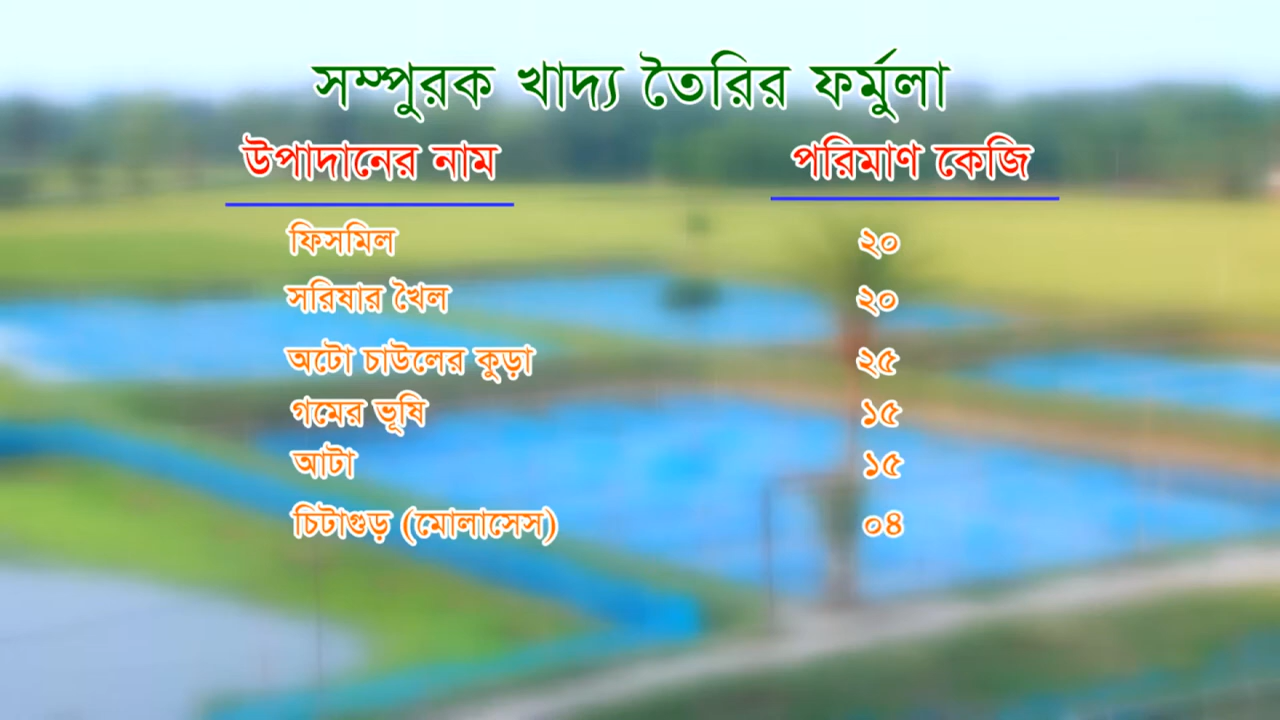 সম্পুরক খাদ্য তৈরির ফর্মুলা
উপাদানের নাম পরিমাণ কেজি
ফিসমিল ২০
সরিষার খৈল ২০
অটো চাউলের কুড়া ২৫
গমের ভূষি ১৫
আটা ১৫
চিটাগুড় (মোলাসেস) ০৪